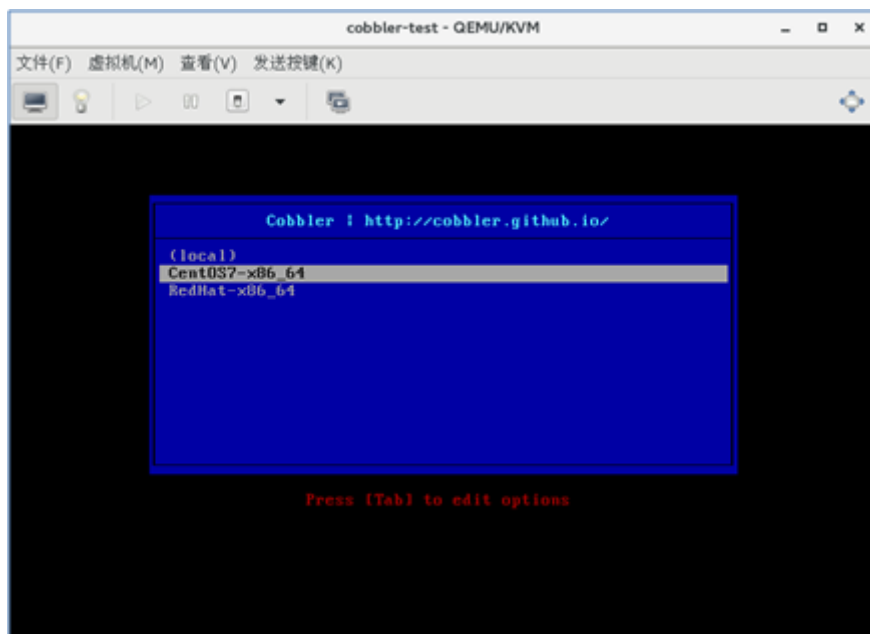 cobbler-test - QEMU/KVM
文件(F) 虚拟机(M) 查看(V) 发送按键(K)
Cobbler | http://cobbler.github.io/
(local)
CentOS7-x86_64
RedHat-x86_64
Press [Tab] to edit options